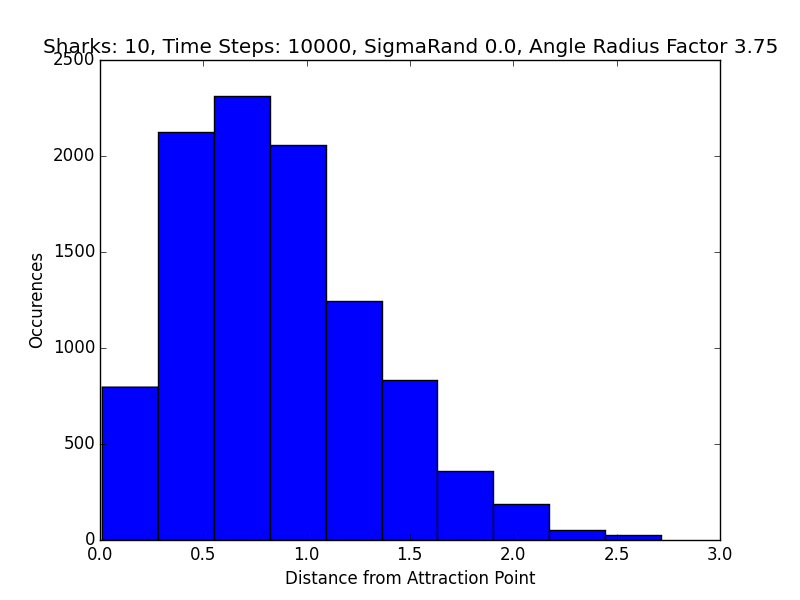 Sharks: 10, Time Steps: 10000, SigmaRand 0.0, Angle Radius Factor 3.75
2500
2000
1500
1000
500
0
Occurences
0.0 0.5 1.0 1.5 2.0 2.5 3.0
Distance from Attraction Point